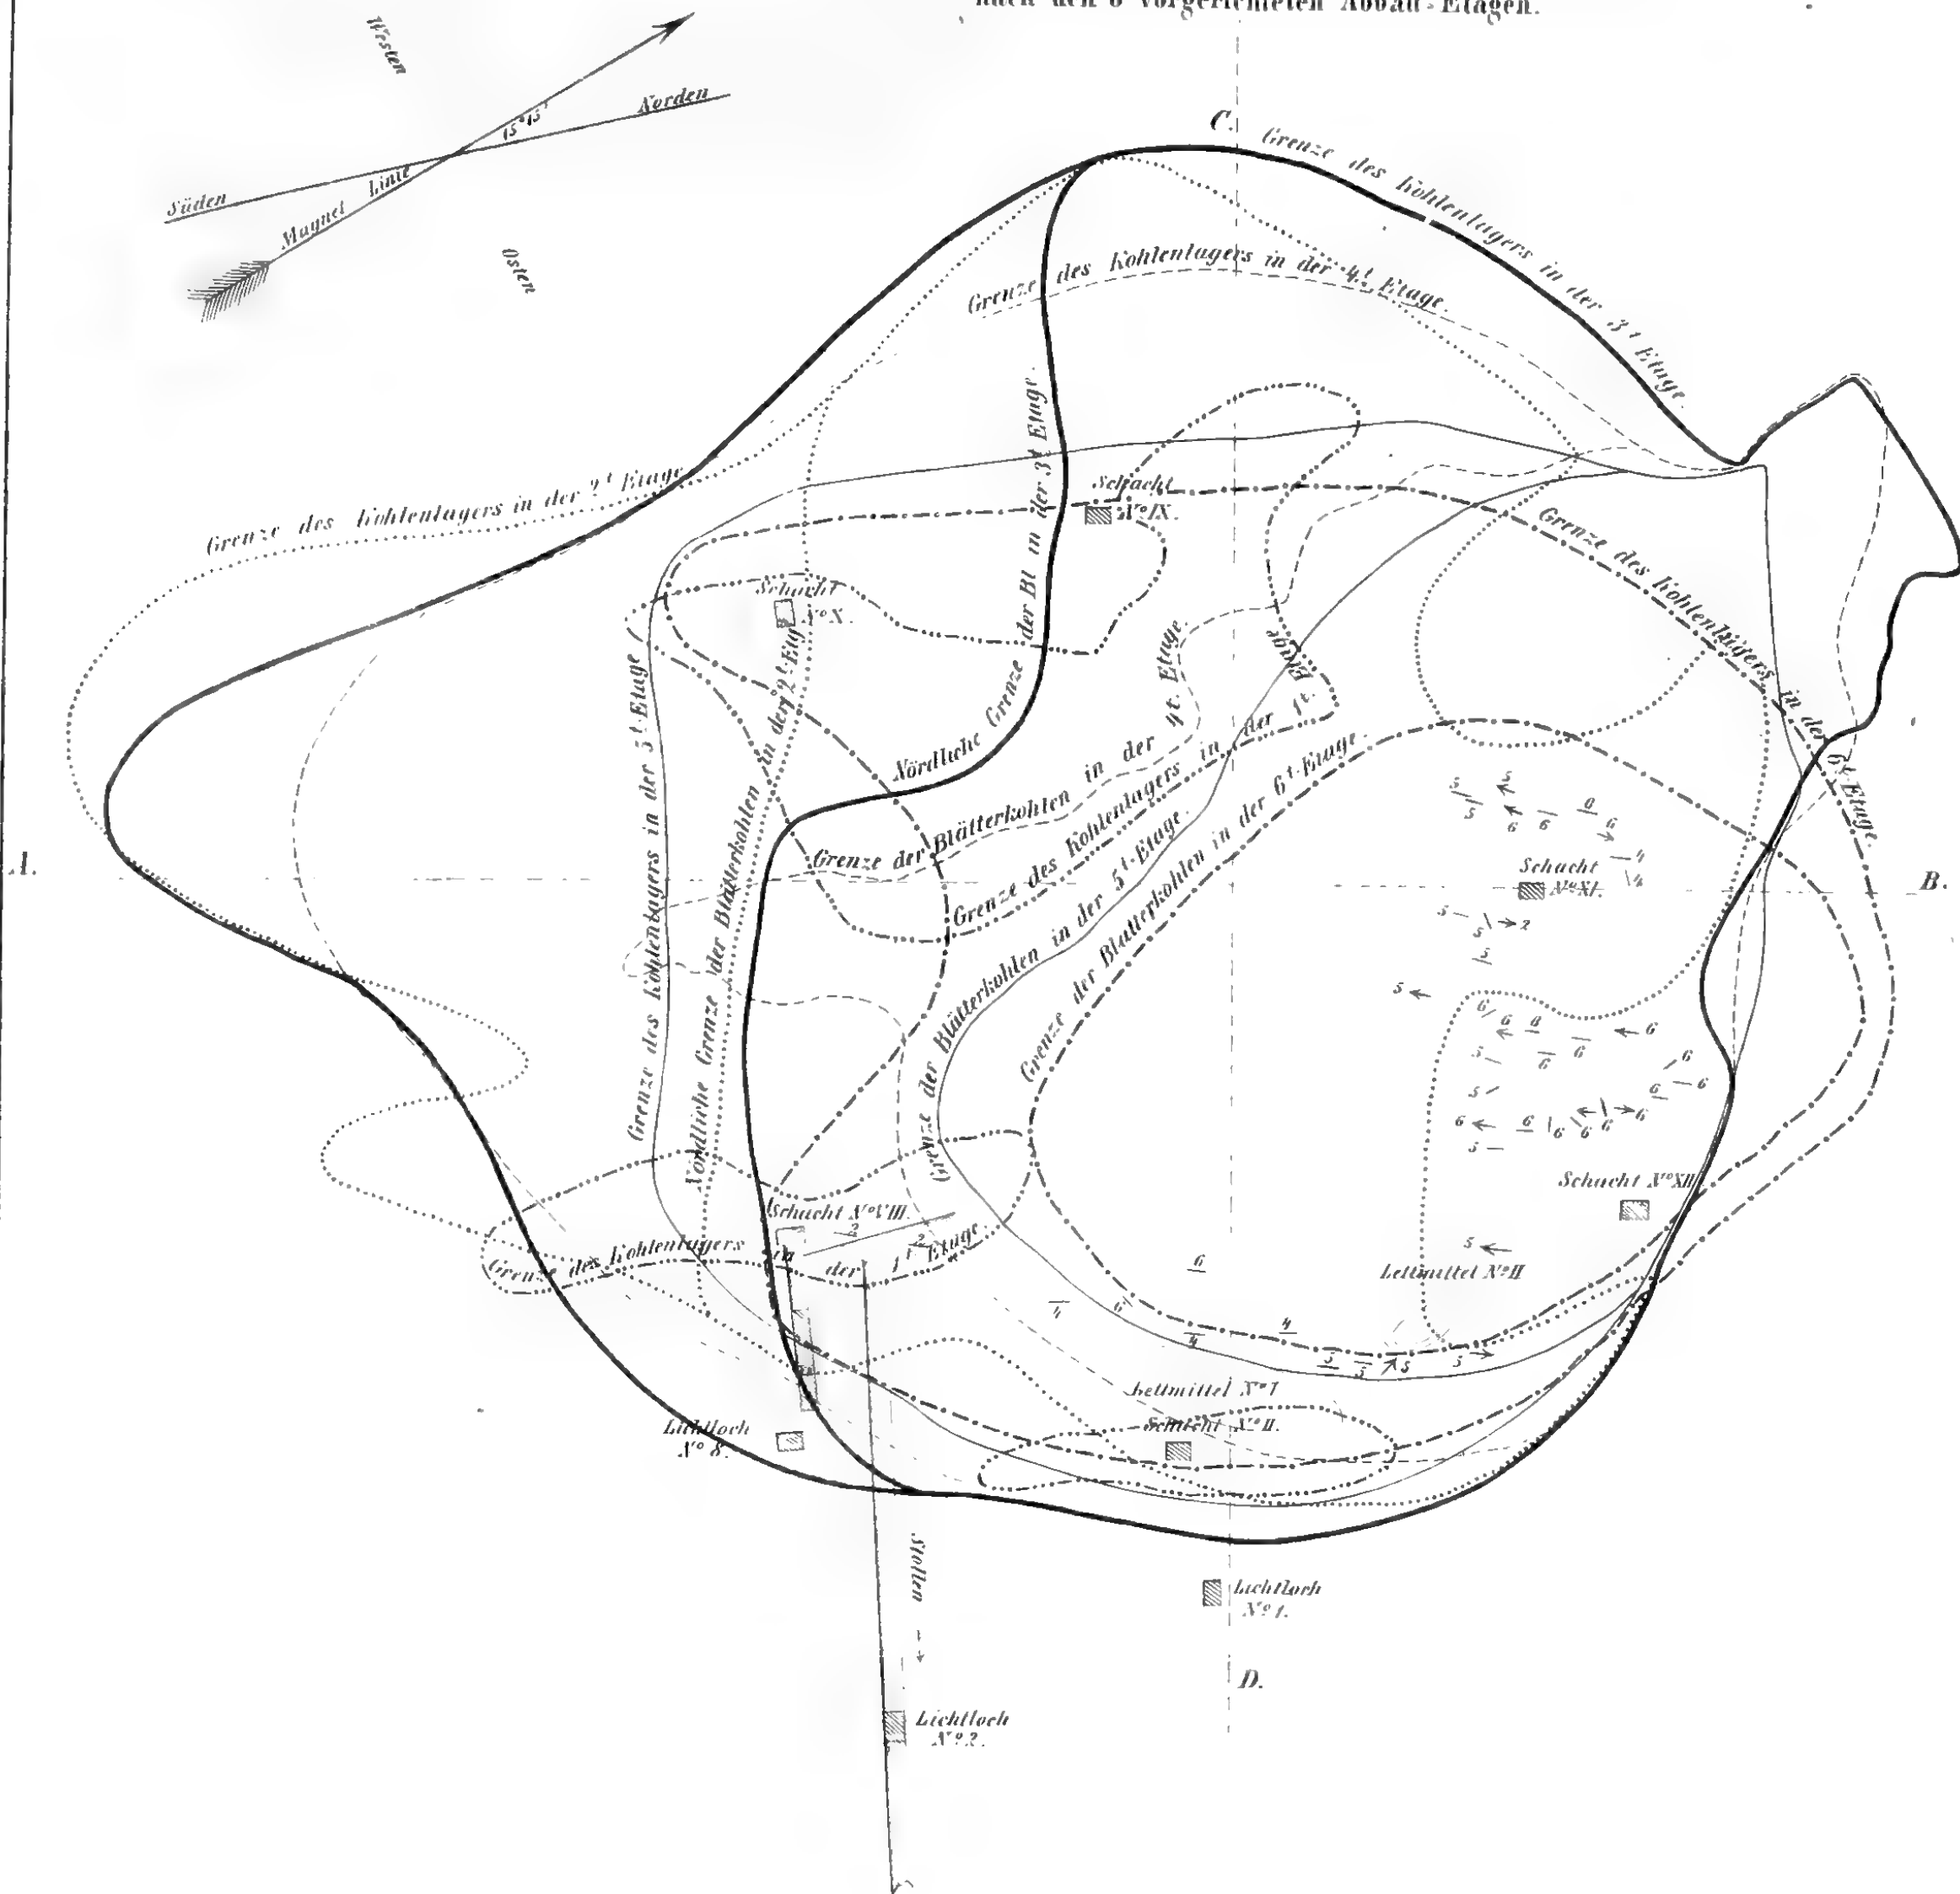 nach den 6 vorgerichteten Abbau-Etagen.
Westen
Norden
15°15'
Süden
Magnet Linie
Osten
C.
Grenze des Kohlenlagers in der 3t Etage.
Grenze des Kohlenlagers in der 4t. Etage.
Grenze des Kohlenlagers in der 2t Etage
Nördliche Grenze der Bl in der 3t Etage.
Schacht
No IX.
Grenze des Kohlenlagers in der 6t Etage.
Schacht
No X.
Grenze des Kohlenlagers in der 5t Etage
Nördliche Grenze der Blätterkohlen in der 2t Etg
Grenze der Blätterkohlen in der 4t. Etage.
Grenze des Kohlenlagers in der 1t. Etage
Grenze der Blätterkohlen in der 5t Etage.
Grenze der Blätterkohlen in der 6t Etage.
A.
B.
Schacht
No XI.
Schacht No XII
Schacht No VIII.
Grenze des Kohlenlagers in der 1t Etage.
Lettmittel No II
Lettmittel No I
Schacht No II.
Lichtloch
No 8.
Stollen
Lichtloch
No 1.
D.
Lichtloch
No 2.